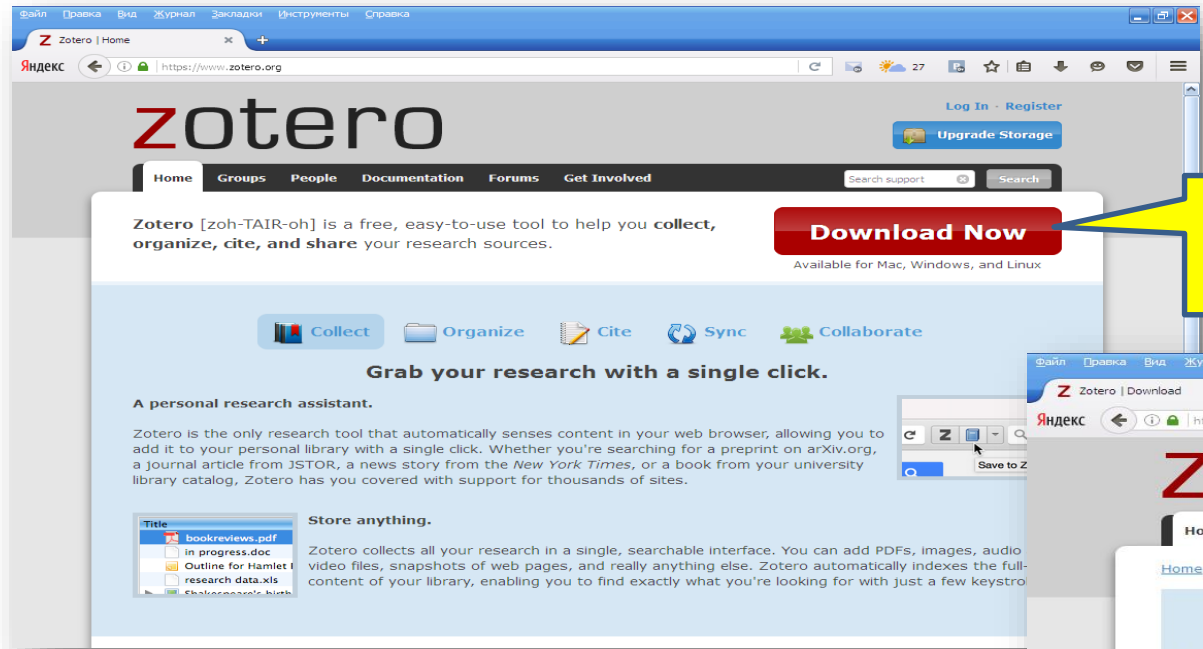 Файл Правка Вид Журнал Закладки Инструменты Справка
Z Zotero | Home
Яндекс https://www.zotero.org 27
zotero
Log In · Register
Upgrade Storage
Home Groups People Documentation Forums Get Involved
Search support Search
Zotero [zoh-TAIR-oh] is a free, easy-to-use tool to help you collect,
organize, cite, and share your research sources.
Download Now
Available for Mac, Windows, and Linux
Collect Organize Cite Sync Collaborate
Grab your research with a single click.
A personal research assistant.
Zotero is the only research tool that automatically senses content in your web browser, allowing you to
add it to your personal library with a single click. Whether you're searching for a preprint on arXiv.org,
a journal article from JSTOR, a news story from the New York Times, or a book from your university
library catalog, Zotero has you covered with support for thousands of sites.
Z
Save to Z
Title
bookreviews.pdf
in progress.doc
Outline for Hamlet
research data.xls
Store anything.
Zotero collects all your research in a single, searchable interface. You can add PDFs, images, audio
video files, snapshots of web pages, and really anything else. Zotero automatically indexes the full-
content of your library, enabling you to find exactly what you're looking for with just a few keystro
Файл Правка Вид Жу
Z Zotero | Download
Яндекс
Z
Ho
Home